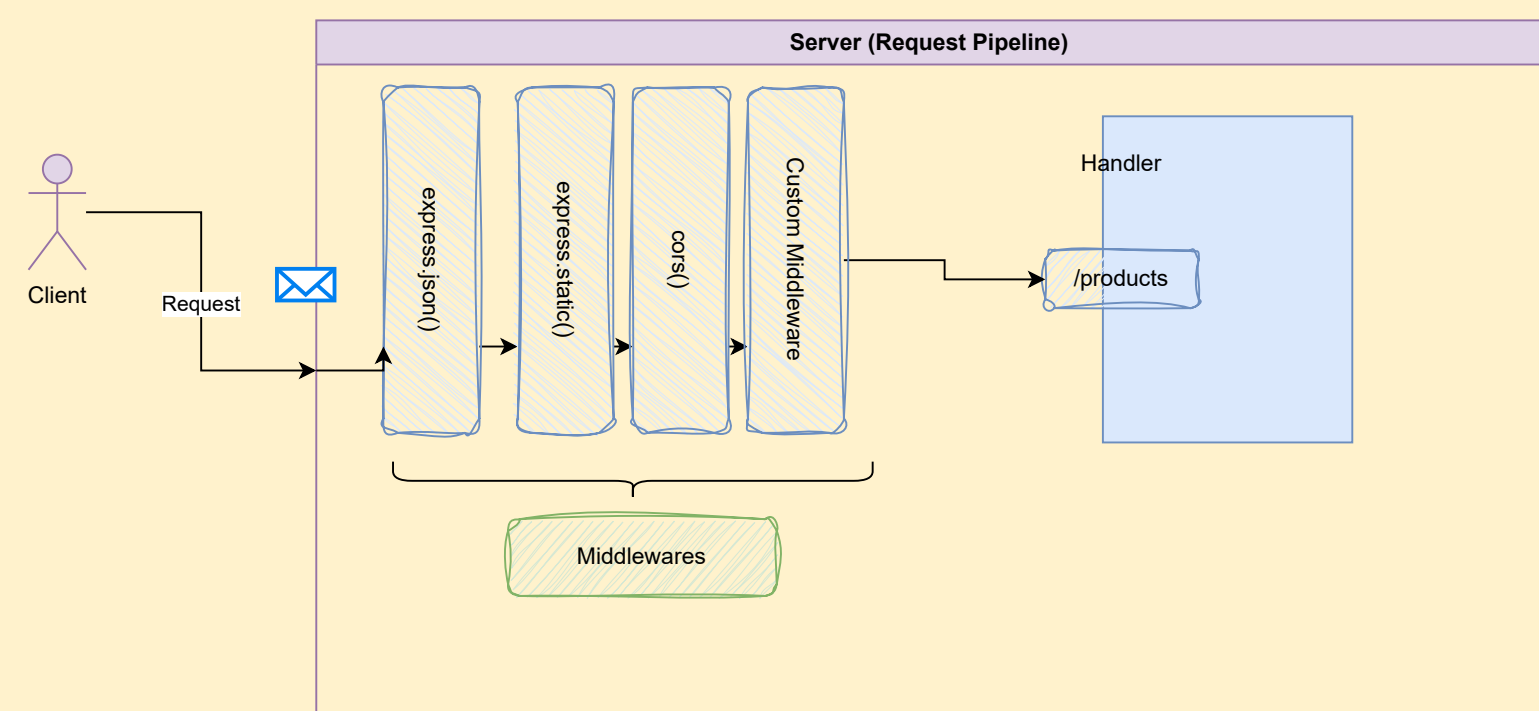 Server (Request Pipeline)
Client
Request
express.json()
express.static()
cors()
Custom Middleware
Handler
/products
Middlewares